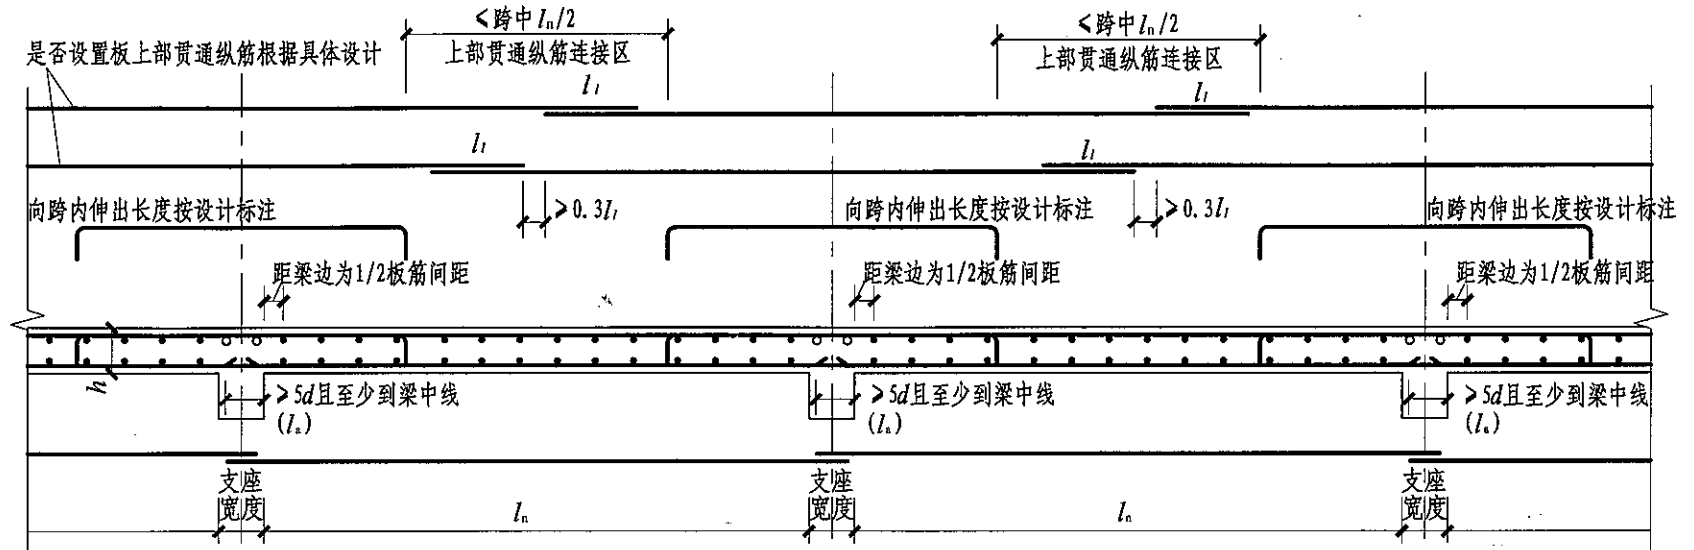 ≤跨中 ln/2
≤跨中 ln/2
是否设置板上部贯通纵筋根据具体设计
上部贯通纵筋连接区
上部贯通纵筋连接区
ll
ll
ll
ll
向跨内伸出长度按设计标注
≥0.3ll
向跨内伸出长度按设计标注
≥0.3ll
向跨内伸出长度按设计标注
距梁边为1/2板筋间距
距梁边为1/2板筋间距
距梁边为1/2板筋间距
h
≥5d且至少到梁中线
(la)
≥5d且至少到梁中线
(la)
≥5d且至少到梁中线
(la)
支座
宽度
ln
支座
宽度
ln
支座
宽度